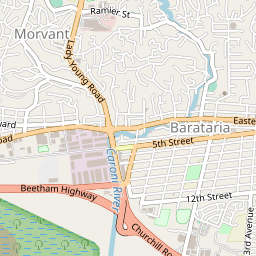 Ramier St
Morvant
Lady Young Road
ward
Easte
Barataria
oad
5th Street
Caroni River
Beetham Highway
12th Street
Churchill Ro
3rd Avenue